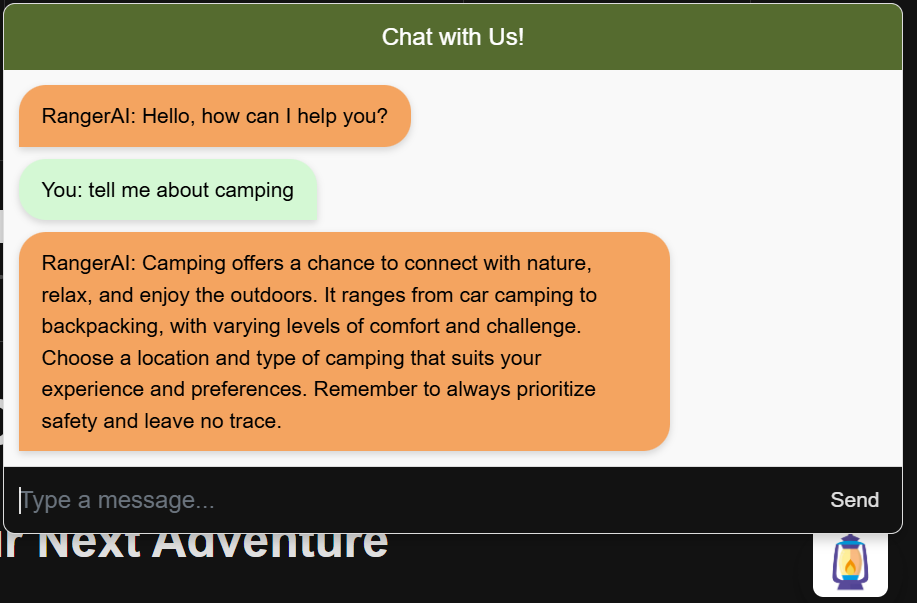 Chat with Us!
RangerAI: Hello, how can I help you?
You: tell me about camping
RangerAI: Camping offers a chance to connect with nature,
relax, and enjoy the outdoors. It ranges from car camping to
backpacking, with varying levels of comfort and challenge.
Choose a location and type of camping that suits your
experience and preferences. Remember to always prioritize
safety and leave no trace.
Type a message...
Send
r Next Adventure